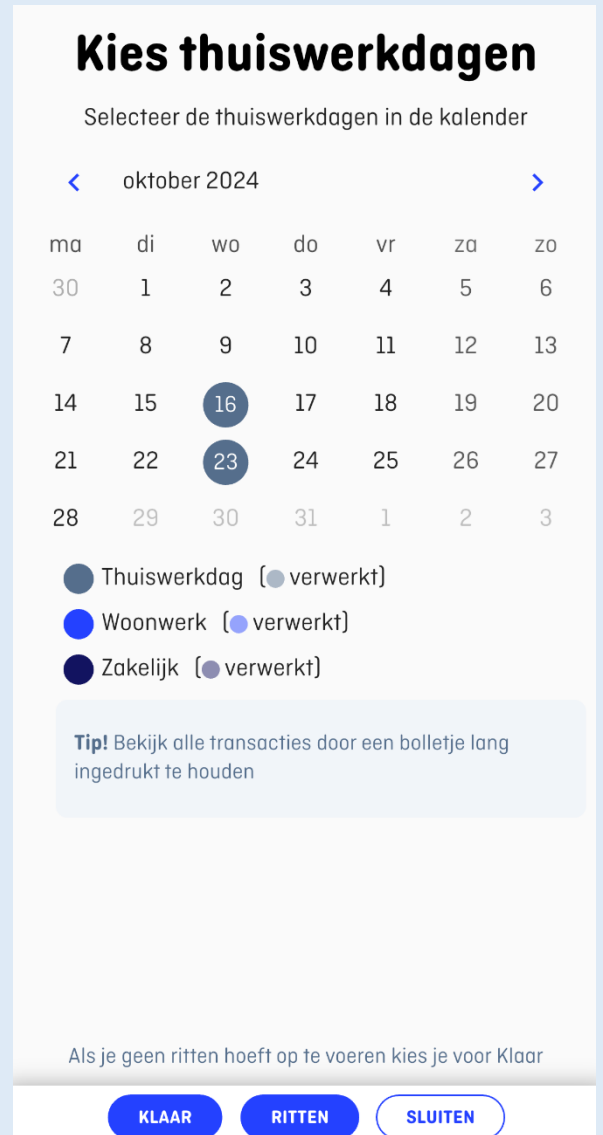 Kies thuiswerkdagen
Selecteer de thuiswerkdagen in de kalender
oktober 2024
ma di wo do vr za zo
30 1 2 3 4 5 6
7 8 9 10 11 12 13
14 15 16 17 18 19 20
21 22 23 24 25 26 27
28 29 30 31 1 2 3
Thuiswerkdag ( verwerkt)
Woonwerk ( verwerkt)
Zakelijk ( verwerkt)
Tip! Bekijk alle transacties door een bolletje lang
ingedrukt te houden
Als je geen ritten hoeft op te voeren kies je voor Klaar
KLAAR RITTEN SLUITEN